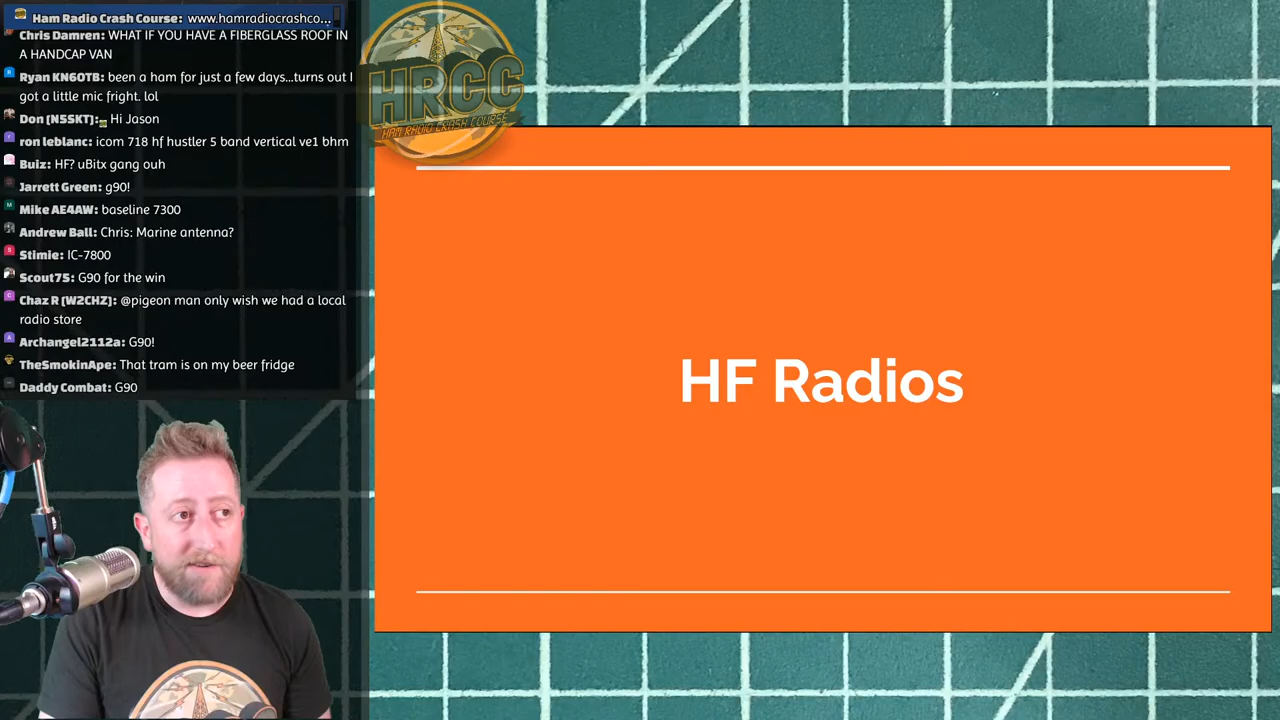 Ham Radio Crash Course: www.hamradiocrashco...
Chris Damren: WHAT IF YOU HAVE A FIBERGLASS ROOF IN
A HANDCAP VAN
Ryan KN6OTB: been a ham for just a few days...turns out I
got a little mic fright. lol
Don [N5SKT]: Hi Jason
ron leblanc: icom 718 hf hustler 5 band vertical ve1 bhm
Buiz: HF? uBitx gang ouh
Jarrett Green: g90!
Mike AE4AW: baseline 7300
Andrew Ball: Chris: Marine antenna?
Stimie: IC-7800
Scout75: G90 for the win
Chaz R [W2CHZ]: @pigeon man only wish we had a local
radio store
Archangel2112a: G90!
TheSmokinApe: That tram is on my beer fridge
Daddy Combat: G90
HRCC
HAM RADIO CRASH COURSE
HF Radios